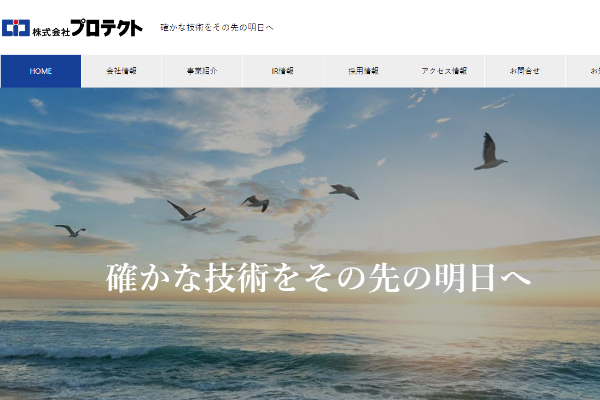 株式会社プロテクト
確かな技術をその先の明日へ
HOME
会社情報
事業紹介
IR情報
採用情報
アクセス情報
お問合せ
確かな技術をその先の明日へ